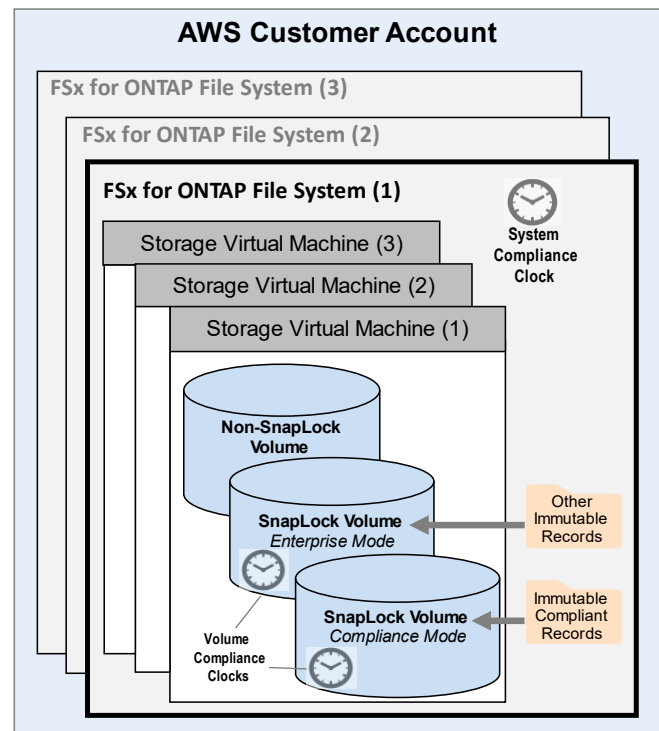 AWS Customer Account
FSx for ONTAP File System (3)
FSx for ONTAP File System (2)
FSx for ONTAP File System (1)
System
Compliance
Clock
Storage Virtual Machine (3)
Storage Virtual Machine (2)
Storage Virtual Machine (1)
Non-SnapLock
Volume
SnapLock Volume
Enterprise Mode
Other
Immutable
Records
SnapLock Volume
Compliance Mode
Immutable
Compliant
Records
Volume
Compliance
Clocks